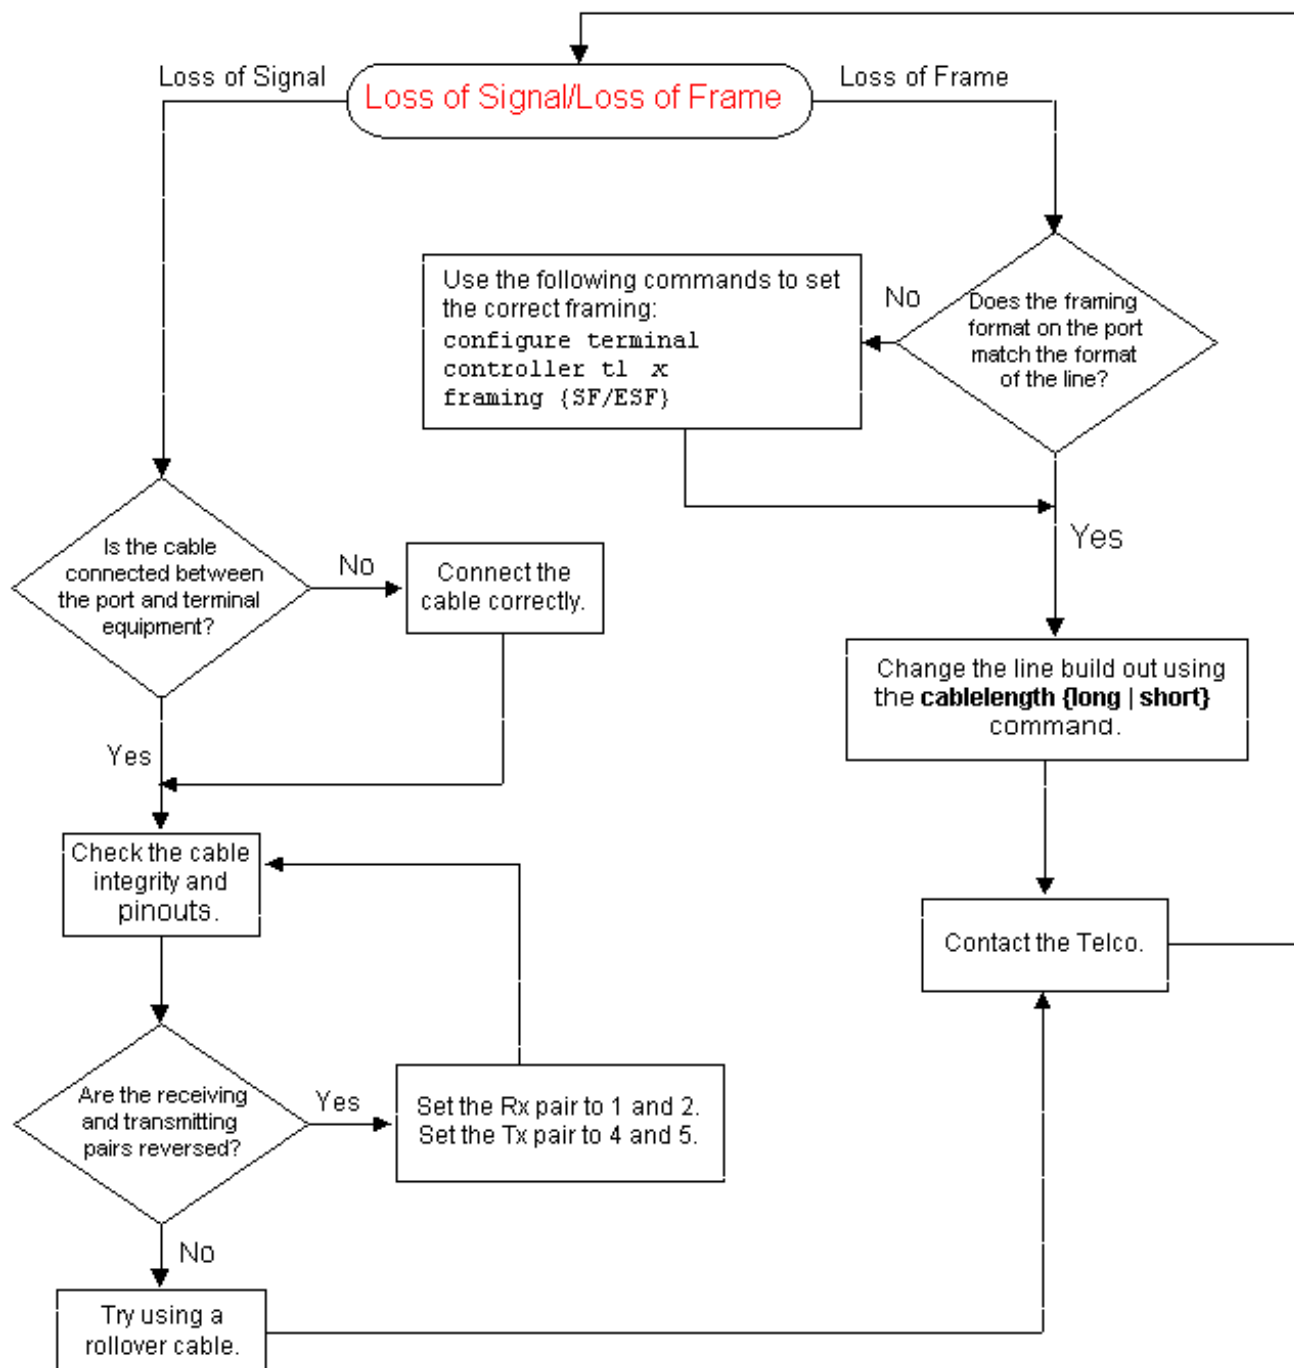 Loss of Signal
Loss of Signal/Loss of Frame
Loss of Frame
Use the following commands to set
the correct framing:
configure terminal
controller tl x
framing {SF/ESF}
No
Does the framing
format on the port
match the format
of the line?
Yes
Is the cable
connected between
the port and terminal
equipment?
No
Connect the
cable correctly.
Yes
Change the line build out using
the cablelength {long | short}
command.
Check the cable
integrity and
pinouts.
Contact the Telco.
Are the receiving
and transmitting
pairs reversed?
Yes
Set the Rx pair to 1 and 2.
Set the Tx pair to 4 and 5.
No
Try using a
rollover cable.